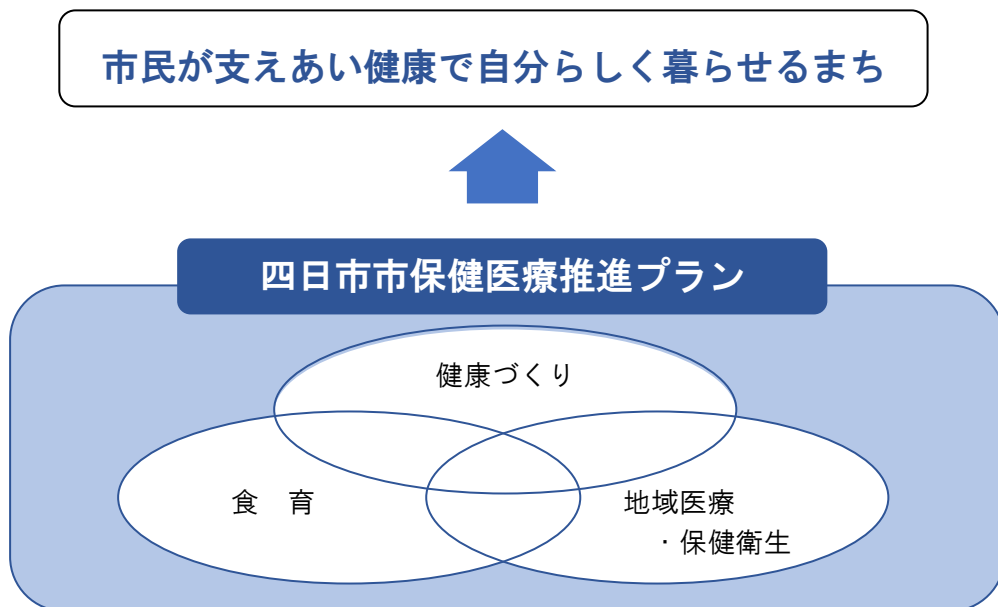 市民が支えあい健康で自分らしく暮らせるまち
四日市市保健医療推進プラン
健康づくり
食　育
地域医療
・保健衛生